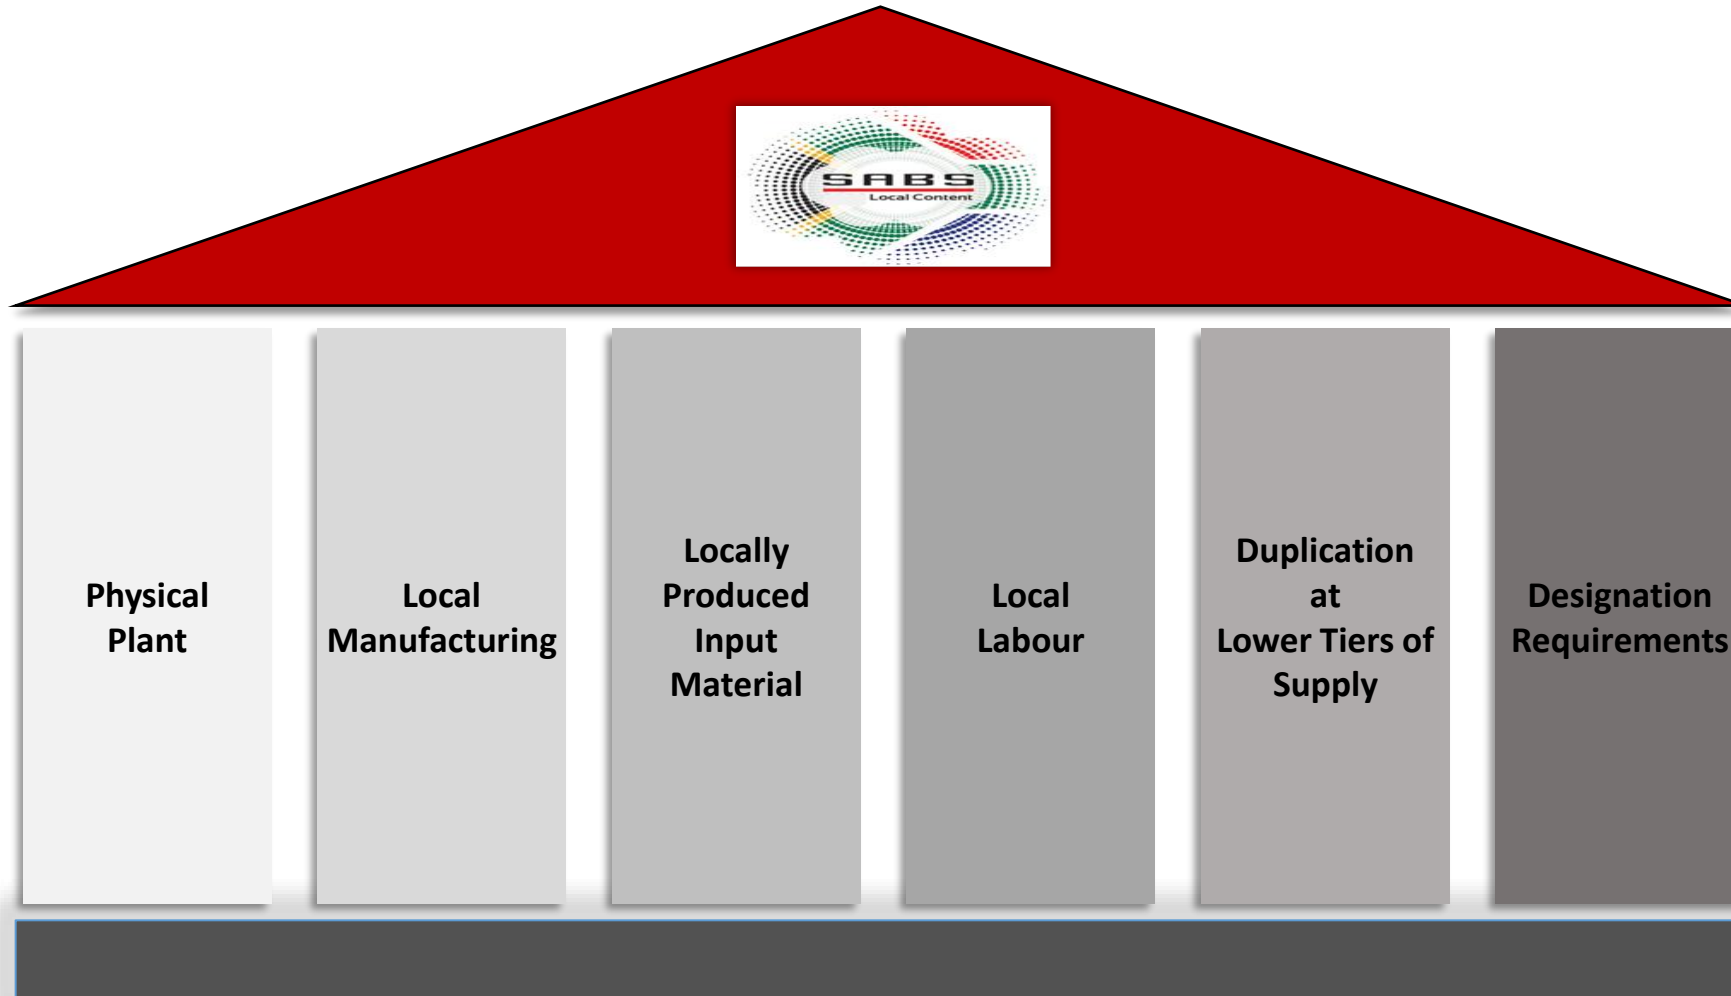 SABS
Local Content
Physical
Plant
Local
Manufacturing
Locally
Produced
Input
Material
Local
Labour
Duplication
at
Lower Tiers of
Supply
Designation
Requirements